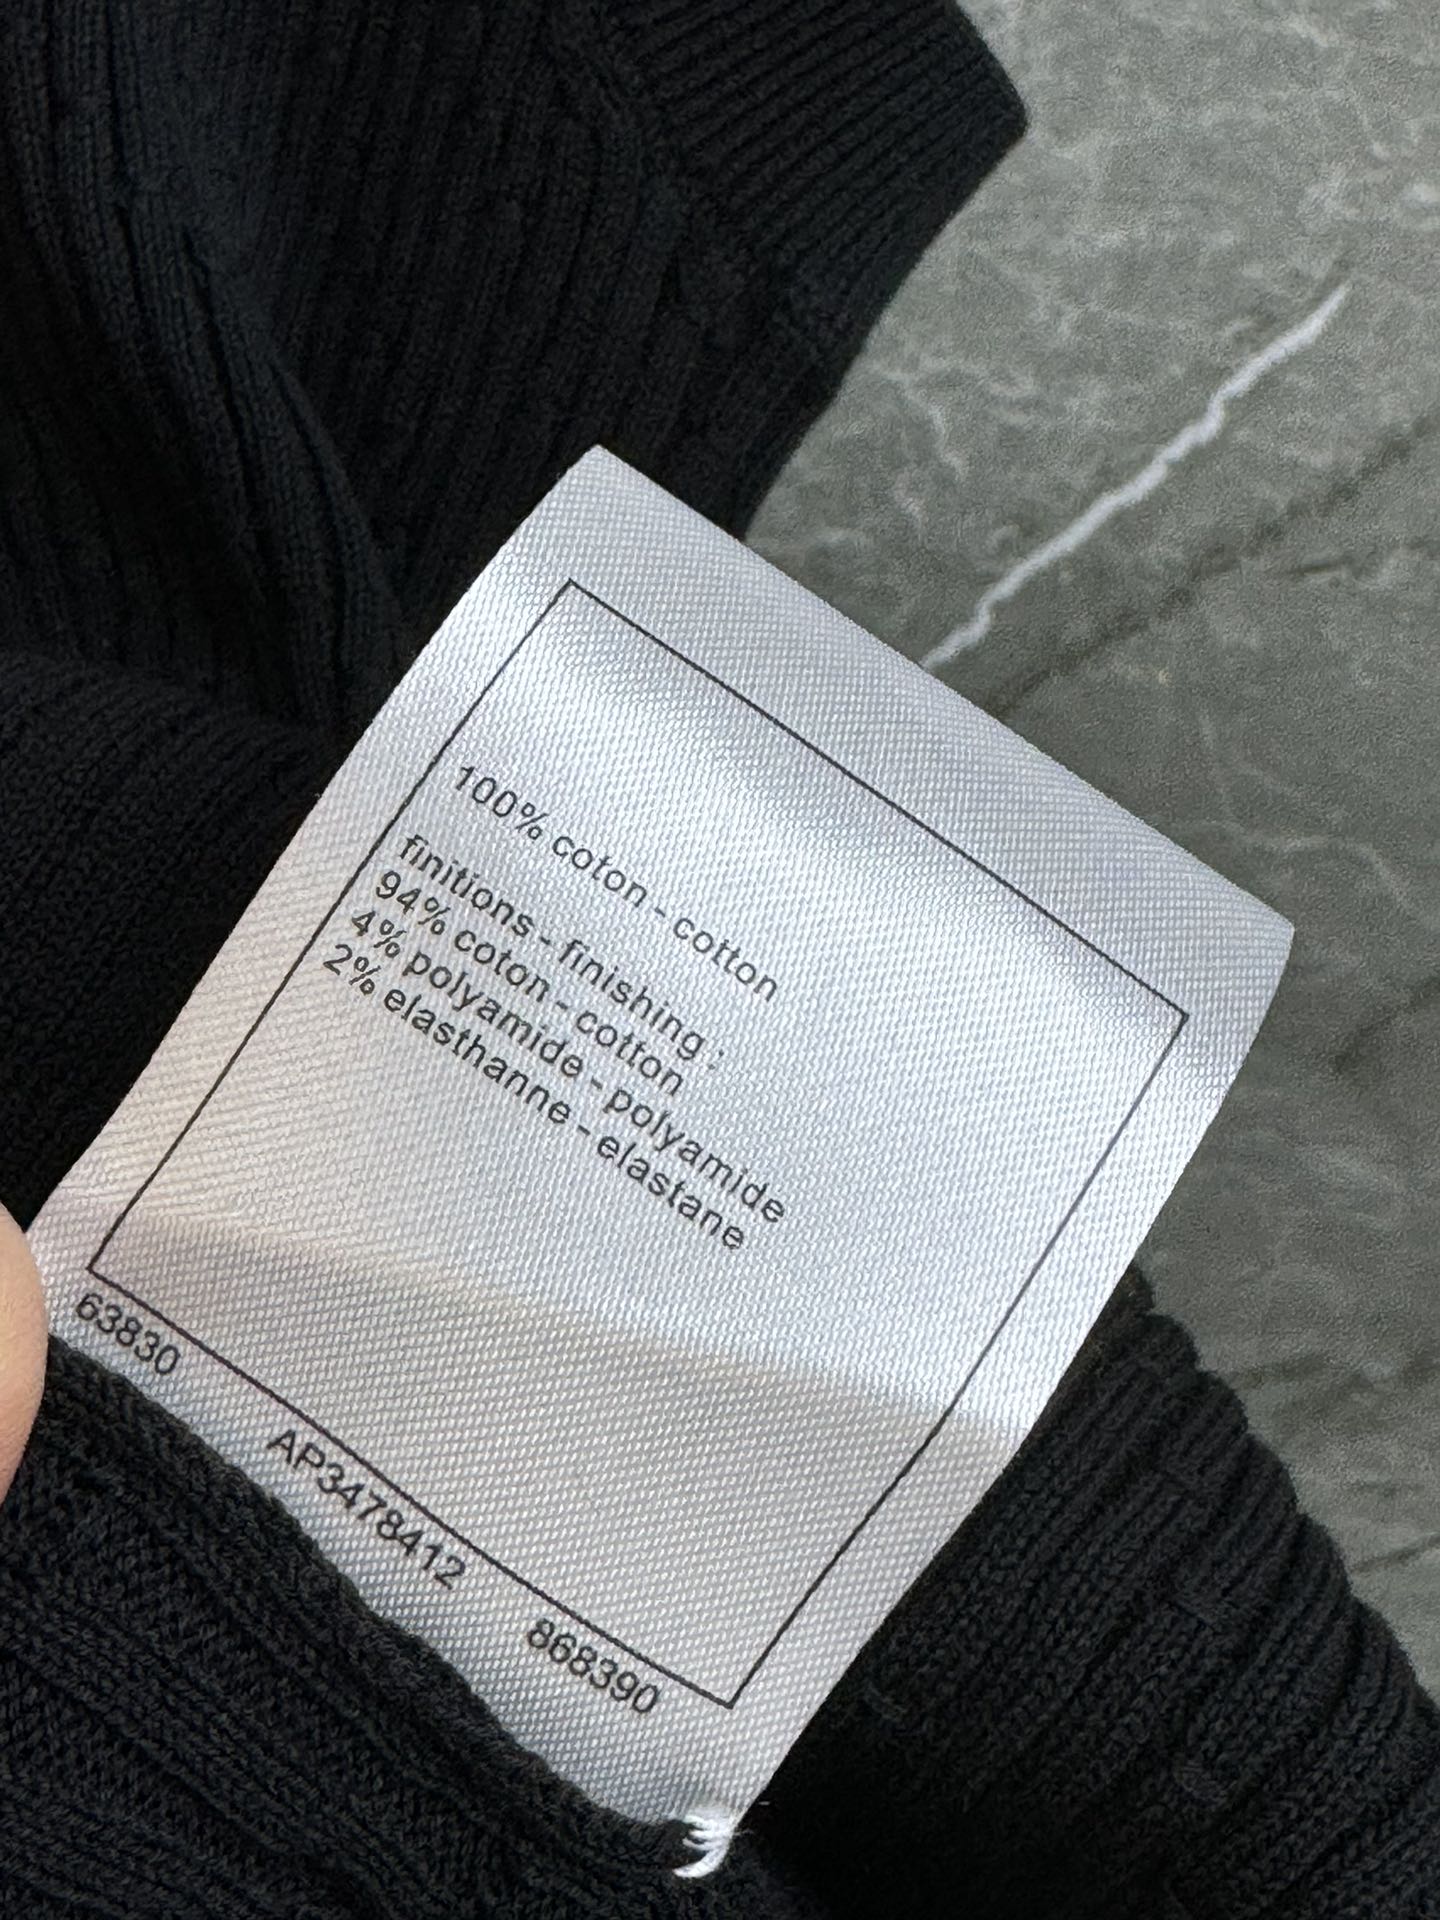 100% coton - cotton
finitions - finishing :
94% coton - cotton
4% polyamide - polyamide
2% elasthanne - elastane
63830 AP3478412 868390